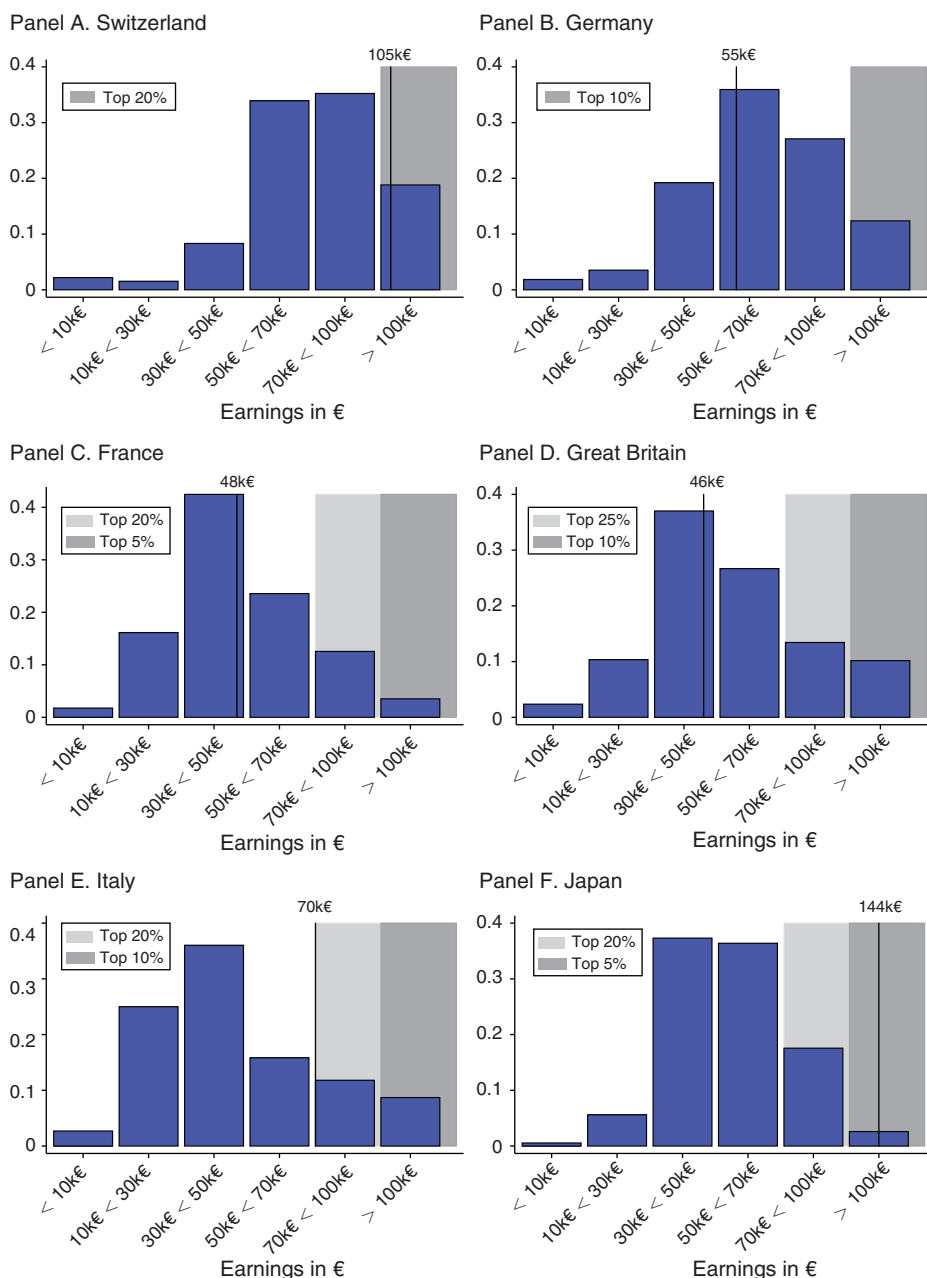 Panel A. Switzerland
105k€
0.4
0.3
0.2
0.1
0
Top 20%
< 10k€
10k€ < 30k€
30k€ < 50k€
50k€ < 70k€
70k€ < 100k€
> 100k€
Earnings in €
Panel B. Germany
55k€
0.4
0.3
0.2
0.1
0
Top 10%
< 10k€
10k€ < 30k€
30k€ < 50k€
50k€ < 70k€
70k€ < 100k€
> 100k€
Earnings in €
Panel C. France
48k€
0.4
0.3
0.2
0.1
0
Top 20%
Top 5%
< 10k€
10k€ < 30k€
30k€ < 50k€
50k€ < 70k€
70k€ < 100k€
> 100k€
Earnings in €
Panel D. Great Britain
46k€
0.4
0.3
0.2
0.1
0
Top 25%
Top 10%
< 10k€
10k€ < 30k€
30k€ < 50k€
50k€ < 70k€
70k€ < 100k€
> 100k€
Earnings in €
Panel E. Italy
70k€
0.4
0.3
0.2
0.1
0
Top 20%
Top 10%
< 10k€
10k€ < 30k€
30k€ < 50k€
50k€ < 70k€
70k€ < 100k€
> 100k€
Earnings in €
Panel F. Japan
144k€
0.4
0.3
0.2
0.1
0
Top 20%
Top 5%
< 10k€
10k€ < 30k€
30k€ < 50k€
50k€ < 70k€
70k€ < 100k€
> 100k€
Earnings in €